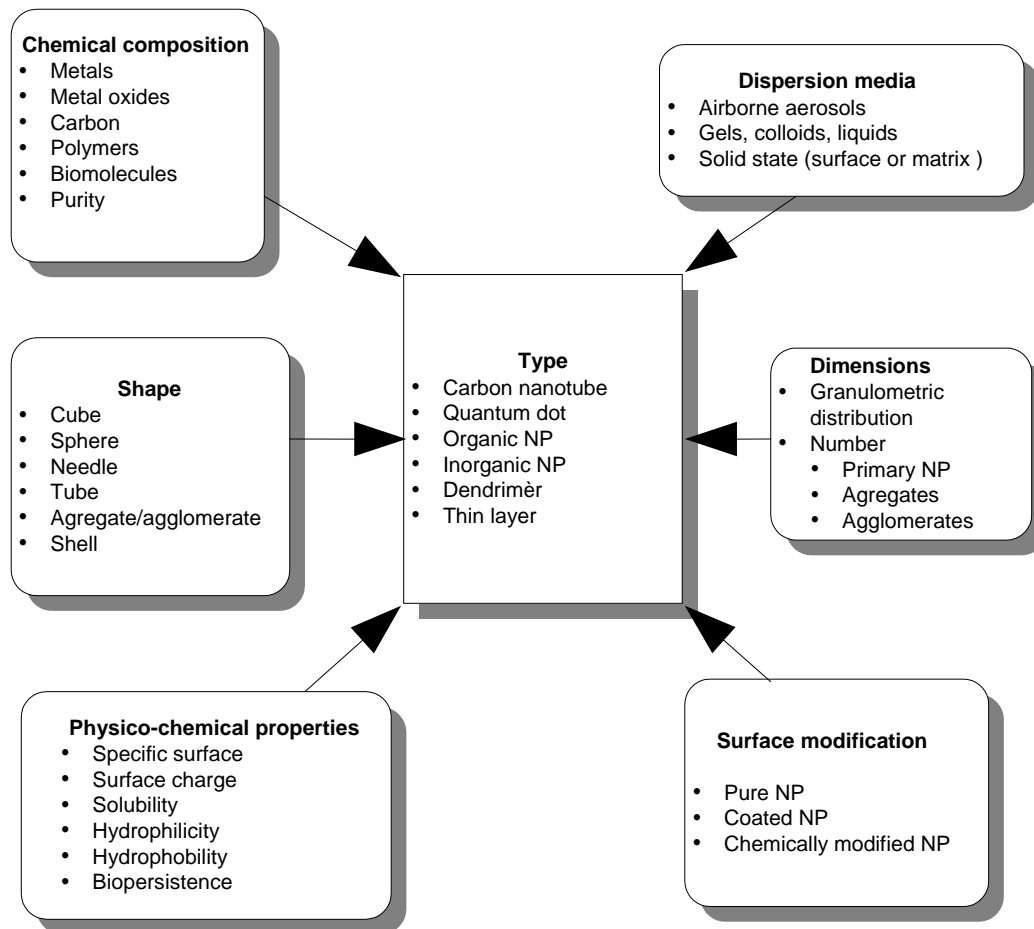 Chemical composition
• Metals
• Metal oxides
• Carbon
• Polymers
• Biomolecules
• Purity
Dispersion media
• Airborne aerosols
• Gels, colloids, liquids
• Solid state (surface or matrix )
Shape
• Cube
• Sphere
• Needle
• Tube
• Agregate/agglomerate
• Shell
Type
• Carbon nanotube
• Quantum dot
• Organic NP
• Inorganic NP
• Dendrimèr
• Thin layer
Dimensions
• Granulometric
distribution
• Number
• Primary NP
• Agregates
• Agglomerates
Physico-chemical properties
• Specific surface
• Surface charge
• Solubility
• Hydrophilicity
• Hydrophobility
• Biopersistence
Surface modification
• Pure NP
• Coated NP
• Chemically modified NP